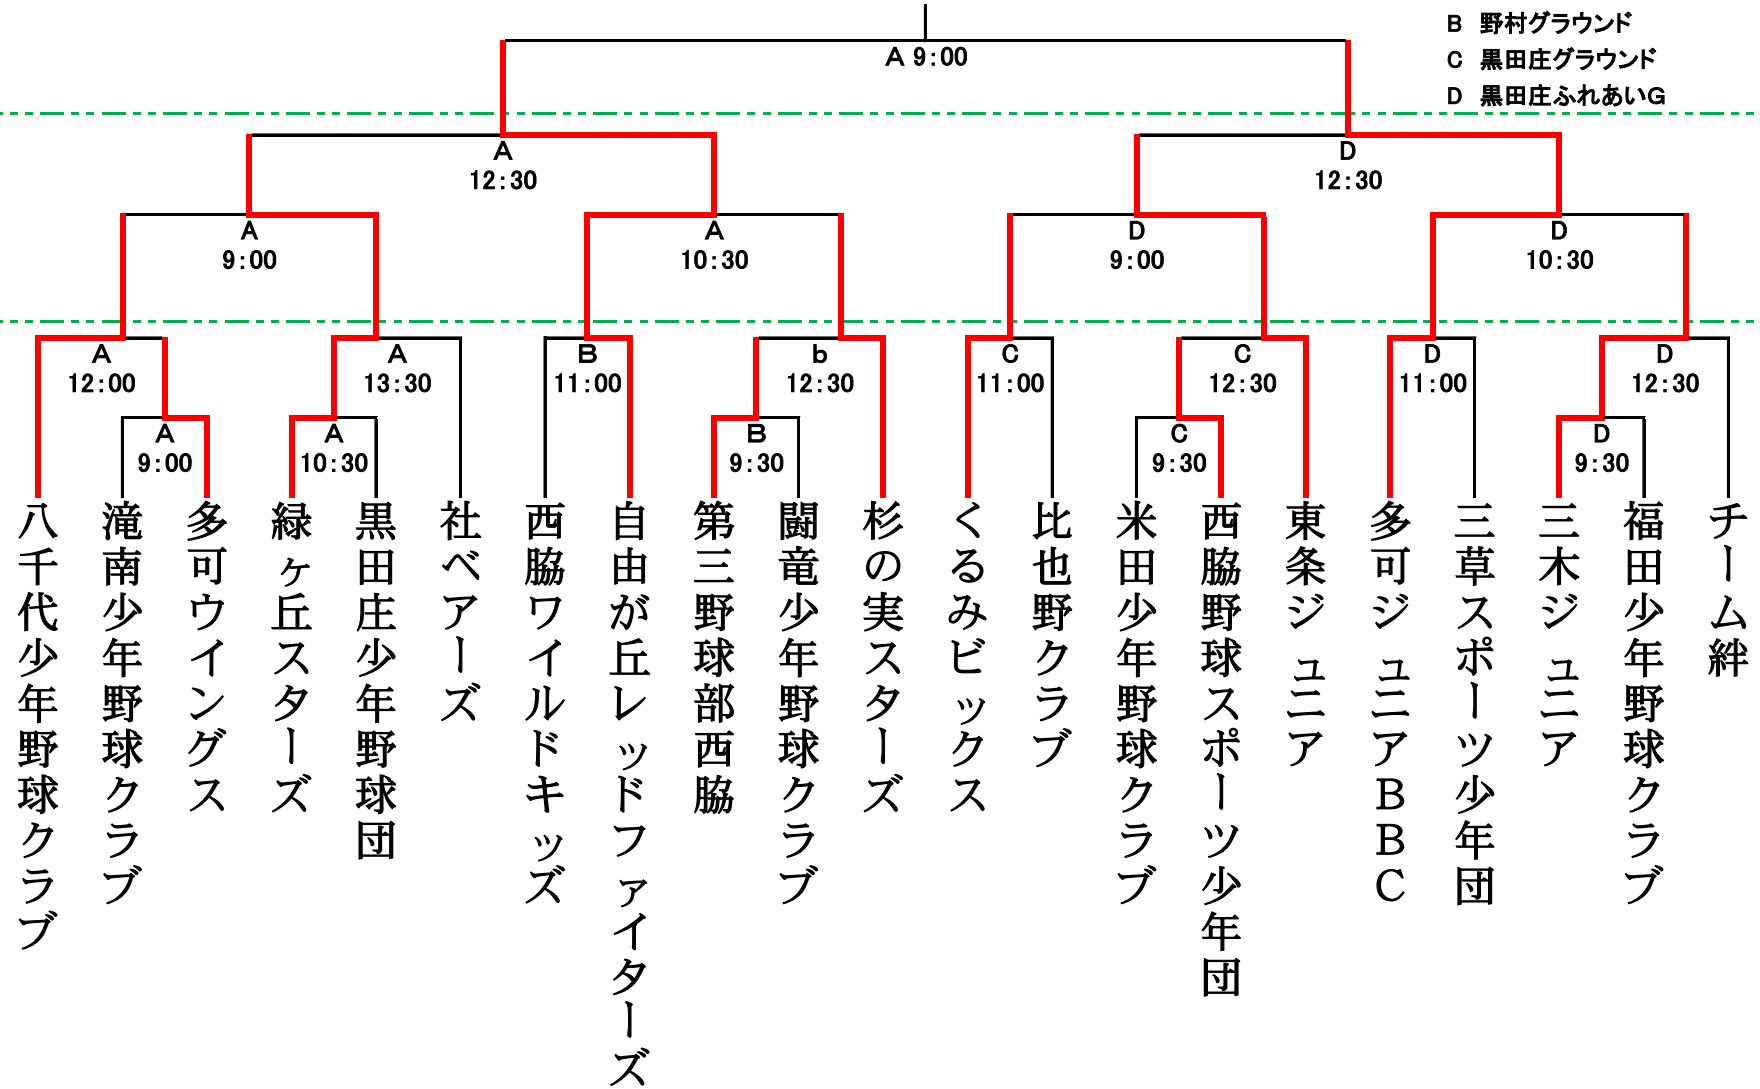 B 野村グラウンド
A 9:00
C 黒田庄グラウンド
D 黒田庄ふれあいG
A
12:30
D
12:30
A
9:00
A
10:30
D
9:00
D
10:30
A
12:00
A
13:30
B
11:00
b
12:30
C
11:00
C
12:30
D
11:00
D
12:30
A
9:00
A
10:30
B
9:30
C
9:30
D
9:30
八千代少年野球クラブ
滝南少年野球クラブ
多可ウイングス
緑ヶ丘スターズ
黒田庄少年野球団
社ベアーズ
西脇ワイルドキッズ
自由が丘レッドファイターズ
第三野球部西脇
闘竜少年野球クラブ
杉の実スターズ
くるみビックス
比也野クラブ
米田少年野球クラブ
西脇野球スポーツ少年団
東条ジュニア
多可ジュニアBBC
三草スポーツ少年団
三木ジュニア
福田少年野球クラブ
チーム絆